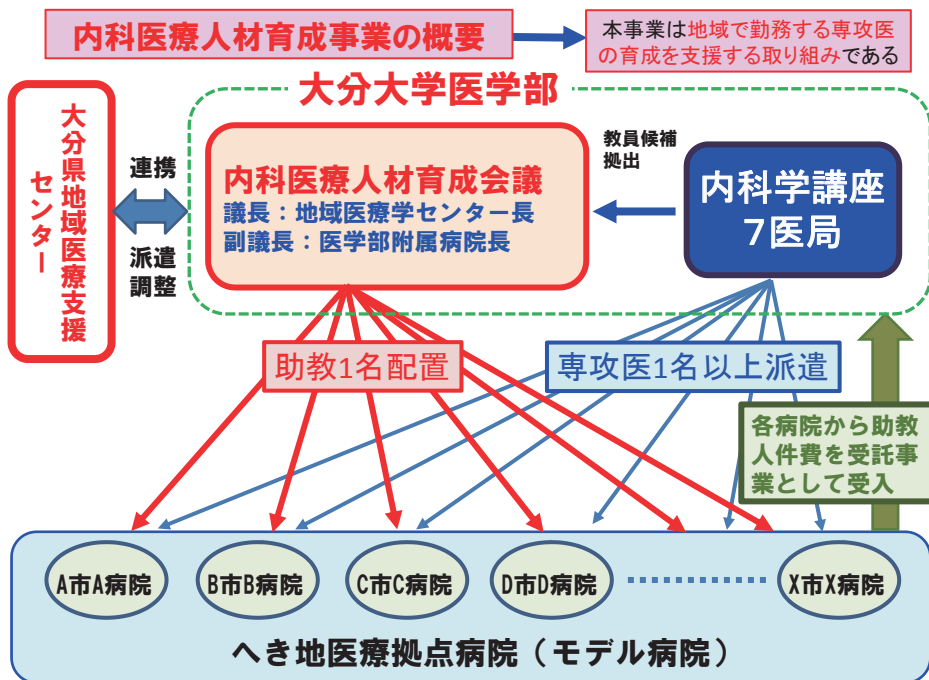 内科医療人材育成事業の概要
本事業は地域で勤務する専攻医
の育成を支援する取り組みである
大分大学医学部
大分県地域医療支援
センター
連携
派遣
調整
内科医療人材育成会議
議長：地域医療学センター長
副議長：医学部附属病院長
教員候補
拠出
内科学講座
7医局
助教1名配置
専攻医1名以上派遣
各病院から助教
人件費を受託事
業として受入
A市A病院
B市B病院
C市C病院
D市D病院
X市X病院
へき地医療拠点病院（モデル病院）